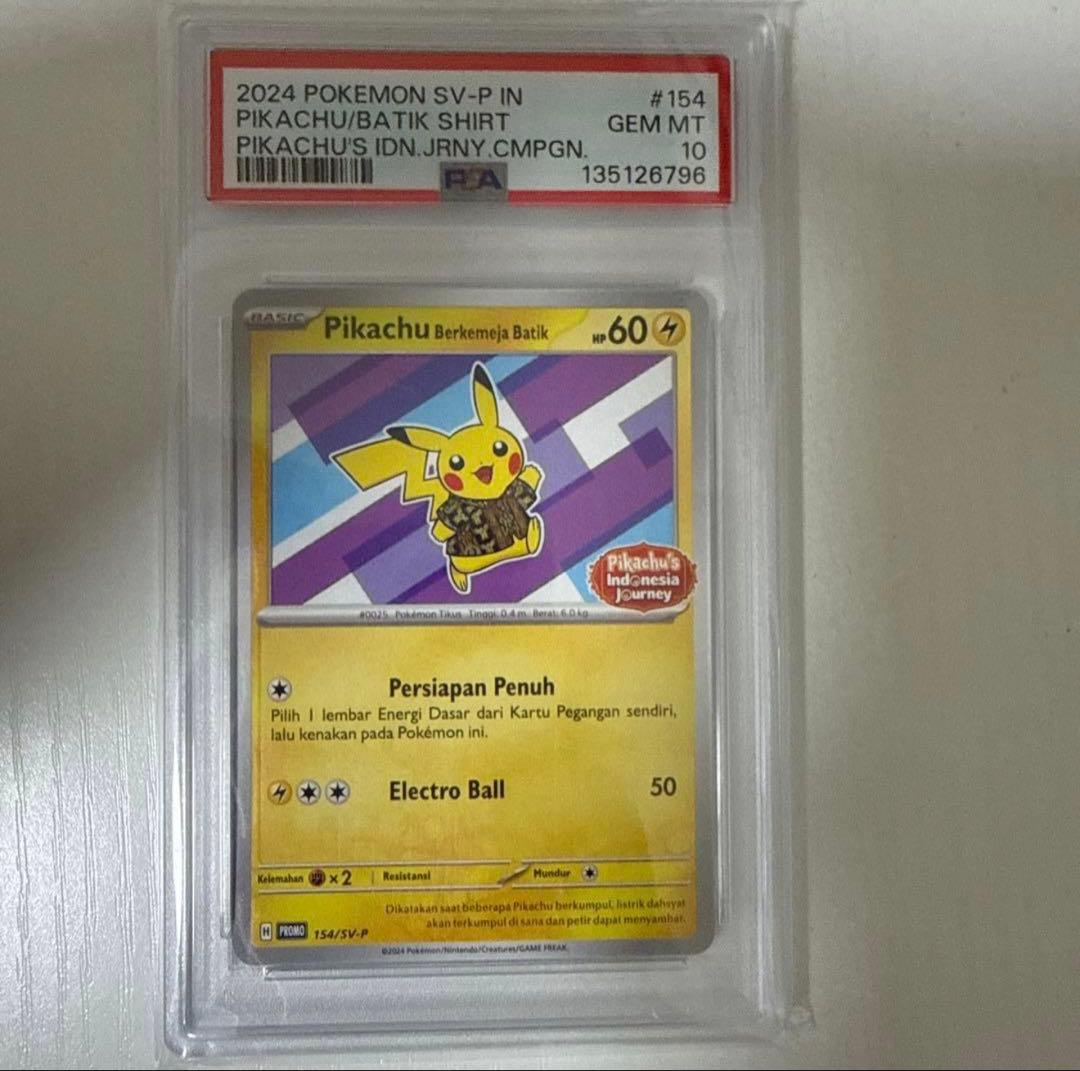 2024 POKEMON SV-P IN #154
PIKACHU/BATIK SHIRT GEM MT
PIKACHU'S IDN.JRNY.CMPGN. 10
PSA 135126796
BASIC Pikachu Berkemeja Batik HP 60
Pikachu's
Indonesia
Journey
#0025 Pokémon Tikus Tinggi: 0.4 m Berat: 6.0 kg
Persiapan Penuh
Pilih 1 lembar Energi Dasar dari Kartu Pegangan sendiri,
lalu kenakan pada Pokémon ini.
Electro Ball 50
Kelemahan ×2 Resistansi Mundur
Dikatakan saat beberapa Pikachu berkumpul, listrik dahsyat
akan terkumpul di sana dan petir dapat menyambar.
H PROMO 154/SV-P
©2024 Pokémon/Nintendo/Creatures/GAME FREAK.